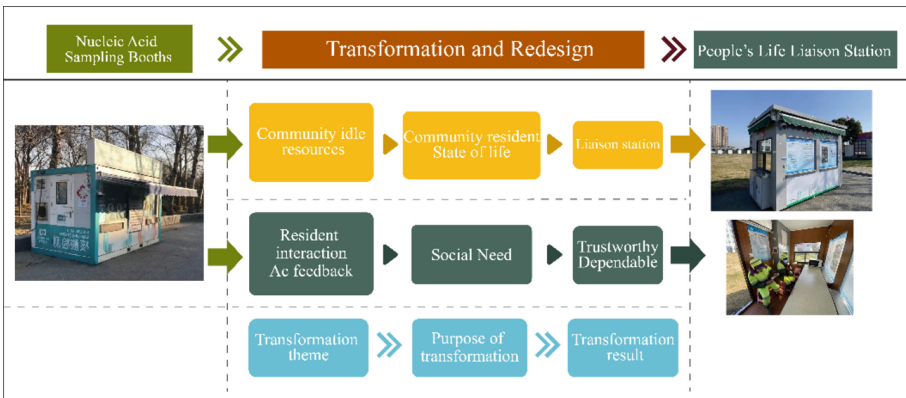 Nucleic Acid
Sampling Booths
Transformation and Redesign
People's Life Liaison Station
Community idle
resources
Community resident
State of life
Liaison station
Resident
interaction
Ac feedback
Social Need
Trustworthy
Dependable
Transformation
theme
Purpose of
transformation
Transformation
result